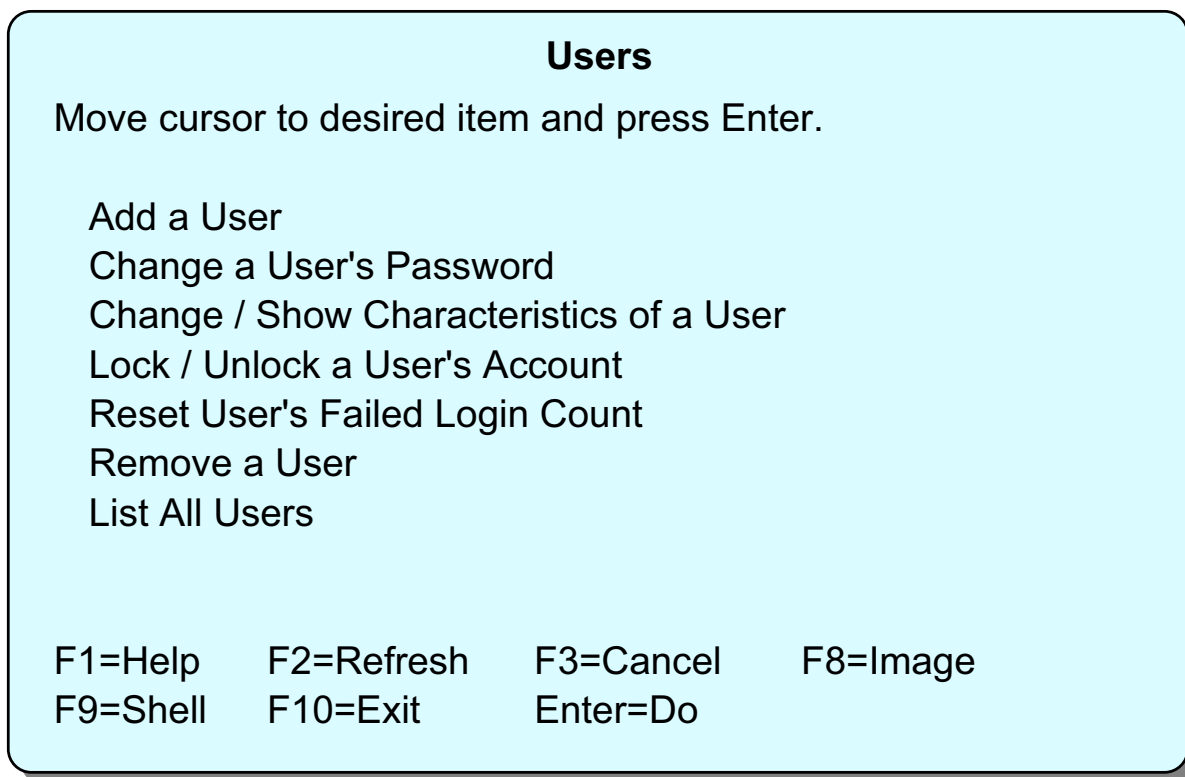 Users
Move cursor to desired item and press Enter.
Add a User
Change a User's Password
Change / Show Characteristics of a User
Lock / Unlock a User's Account
Reset User's Failed Login Count
Remove a User
List All Users
F1=Help F2=Refresh F3=Cancel F8=Image
F9=Shell F10=Exit Enter=Do